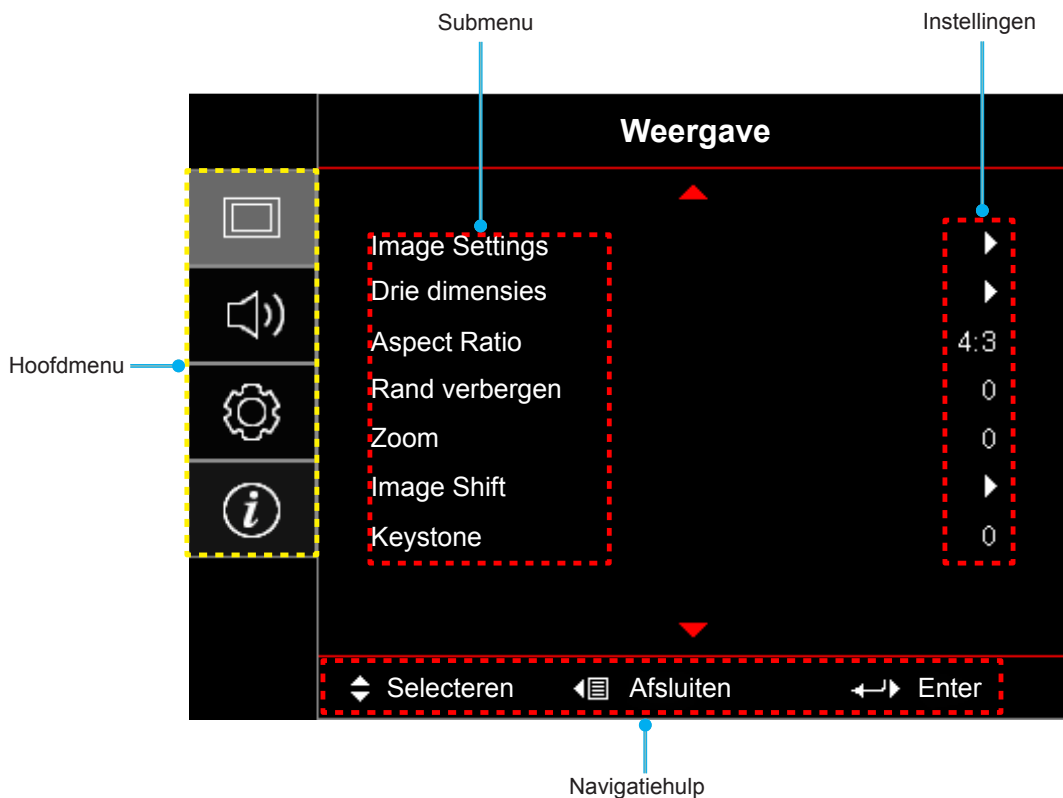 Submenu
Instellingen
Weergave
Image Settings
Drie dimensies
Aspect Ratio 4:3
Rand verbergen 0
Zoom 0
Image Shift
Keystone 0
Hoofdmenu
i
Selecteren Afsluiten Enter
Navigatiehulp